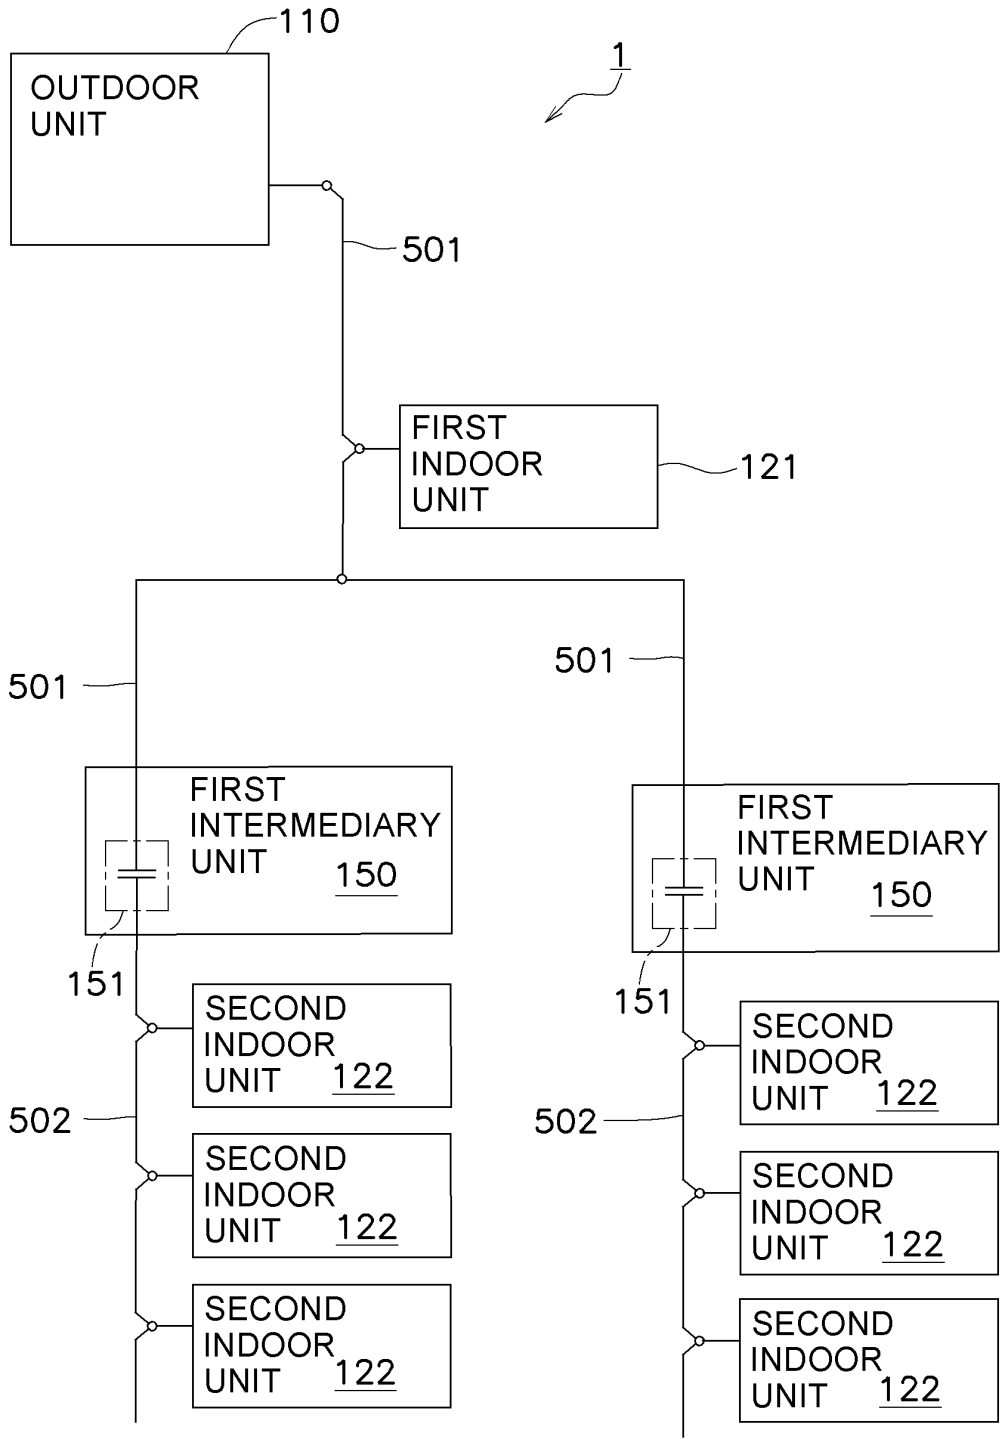 110
1
OUTDOOR
UNIT
501
FIRST
INDOOR
UNIT
121
501
501
FIRST
INTERMEDIARY
UNIT
150
151
FIRST
INTERMEDIARY
UNIT
150
151
SECOND
INDOOR
UNIT 122
502
SECOND
INDOOR
UNIT 122
SECOND
INDOOR
UNIT 122
SECOND
INDOOR
UNIT 122
502
SECOND
INDOOR
UNIT 122
SECOND
INDOOR
UNIT 122